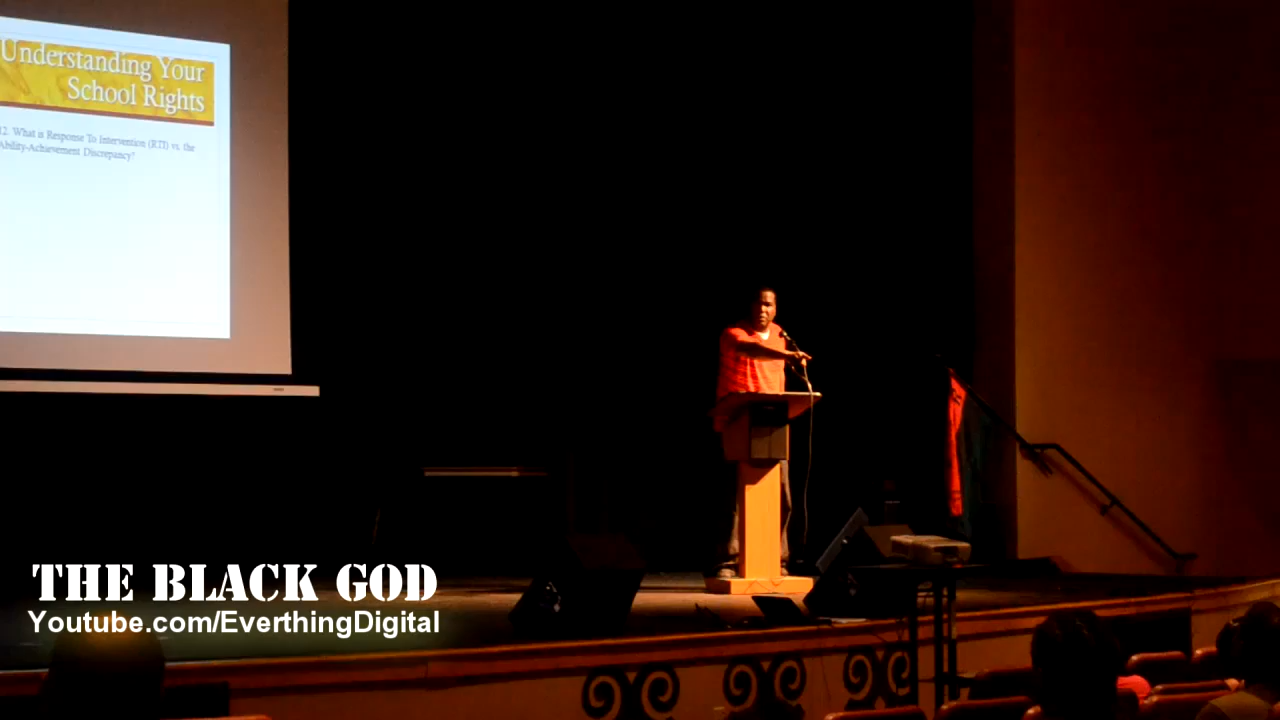 Understanding Your
School Rights
12. What is Response To Intervention (RTI) vs. the
Ability-Achievement Discrepancy?
THE BLACK GOD
Youtube.com/EverthingDigital